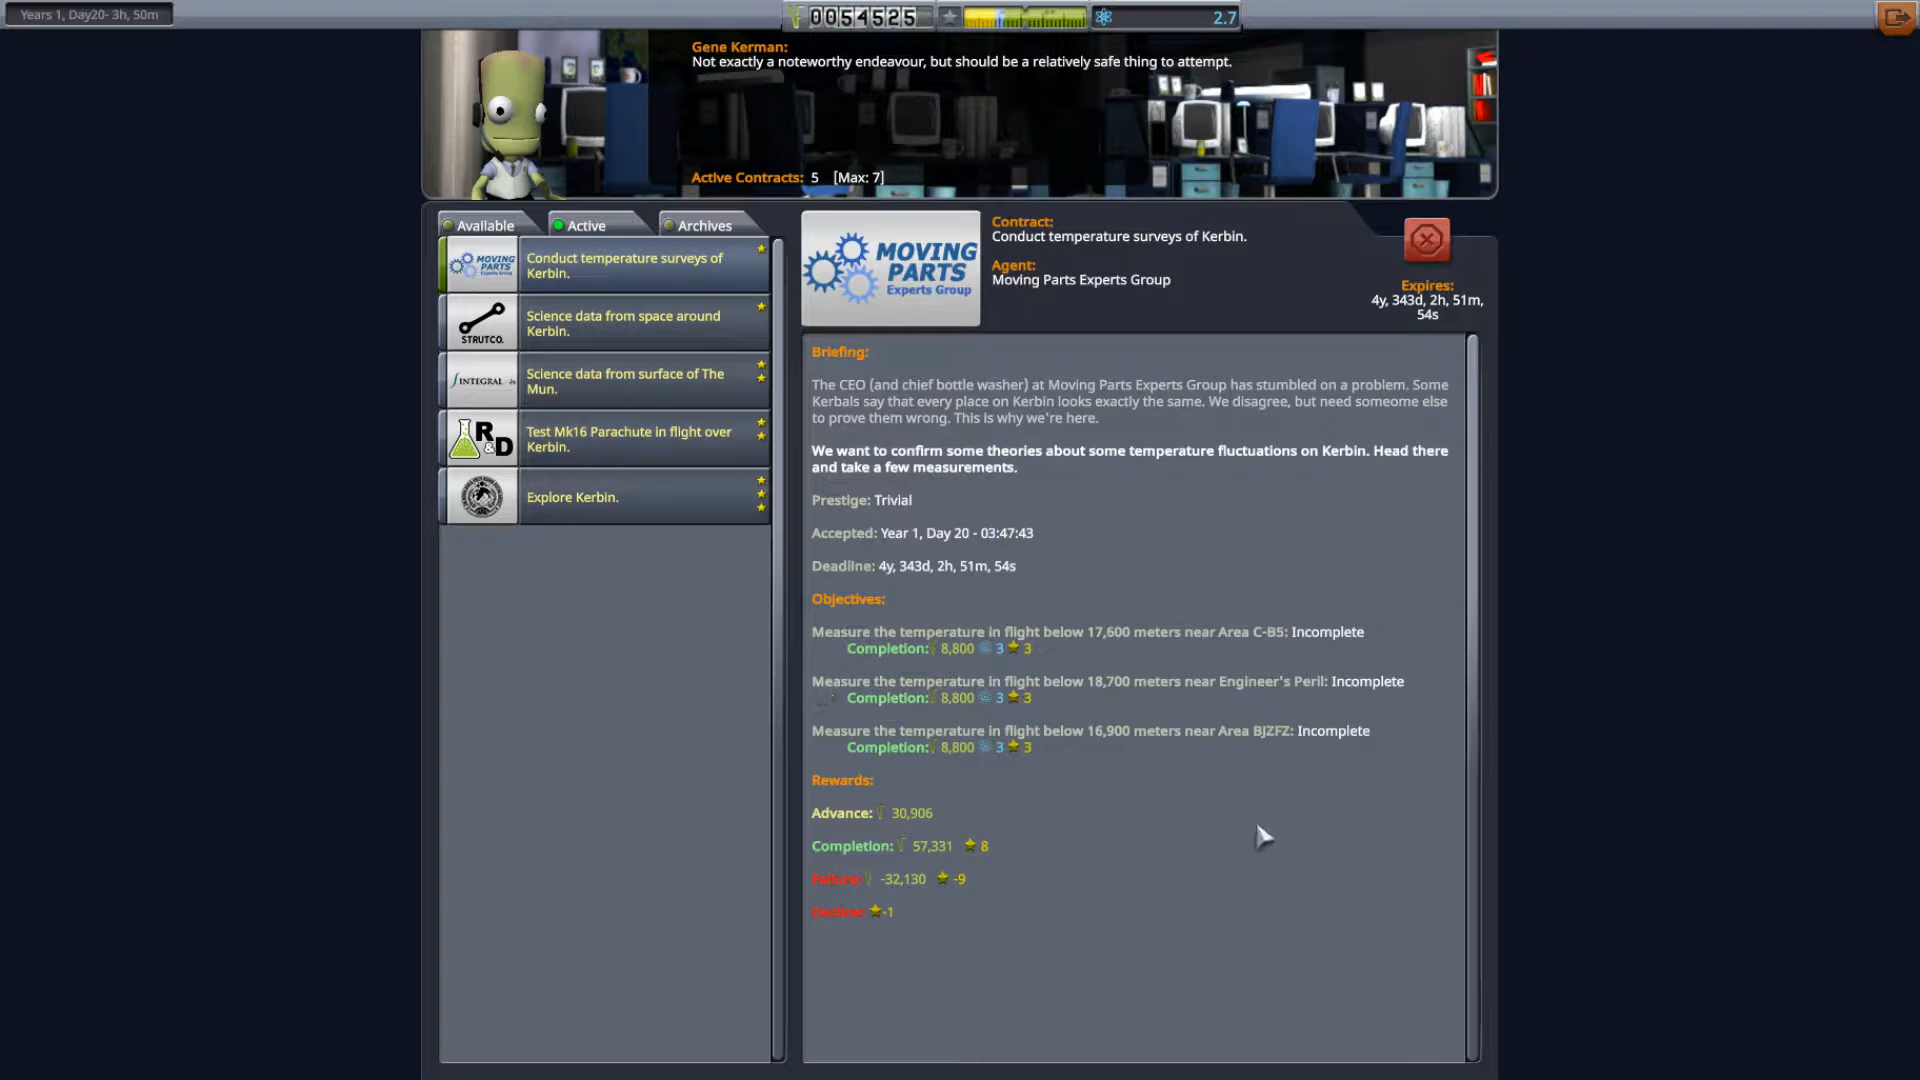 Years 1, Day20- 3h, 50m
0054525
2.7
Gene Kerman:
Not exactly a noteworthy endeavour, but should be a relatively safe thing to attempt.
Active Contracts: 5 [Max: 7]
Available
Active
Archives
MOVING PARTS Experts Group
Conduct temperature surveys of
Kerbin.
STRUTCO.
Science data from space around
Kerbin.
INTEGRAL
Science data from surface of The
Mun.
R&D
Test Mk16 Parachute in flight over
Kerbin.
Explore Kerbin.
MOVING
PARTS
Experts Group
Contract:
Conduct temperature surveys of Kerbin.
Agent:
Moving Parts Experts Group
Expires:
4y, 343d, 2h, 51m,
54s
Briefing:
The CEO (and chief bottle washer) at Moving Parts Experts Group has stumbled on a problem. Some
Kerbals say that every place on Kerbin looks exactly the same. We disagree, but need someone else
to prove them wrong. This is why we're here.
We want to confirm some theories about some temperature fluctuations on Kerbin. Head there
and take a few measurements.
Prestige: Trivial
Accepted: Year 1, Day 20 - 03:47:43
Deadline: 4y, 343d, 2h, 51m, 54s
Objectives:
Measure the temperature in flight below 17,600 meters near Area C-B5: Incomplete
Completion: 8,800 3 3
Measure the temperature in flight below 18,700 meters near Engineer's Peril: Incomplete
Completion: 8,800 3 3
Measure the temperature in flight below 16,900 meters near Area BJZFZ: Incomplete
Completion: 8,800 3 3
Rewards:
Advance: 30,906
Completion: 57,331 8
Failure: -32,130 -9
Decline: -1